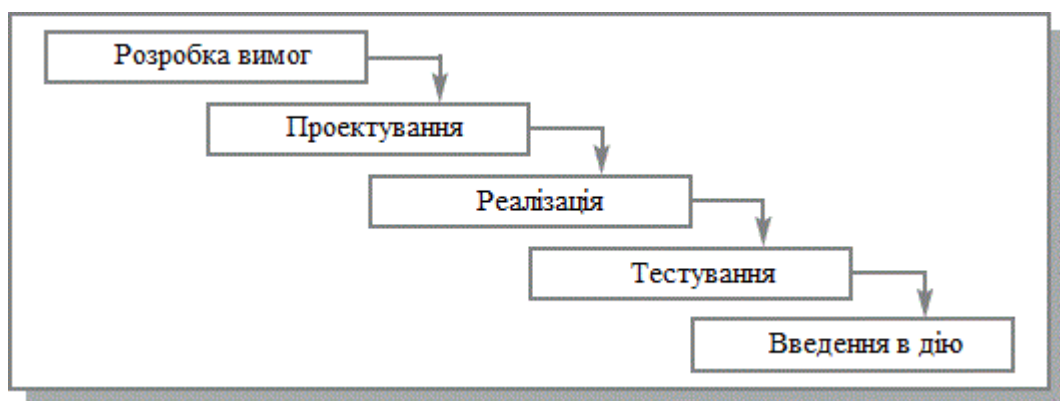 Розробка вимог
Проектування
Реалізація
Тестування
Введення в дію